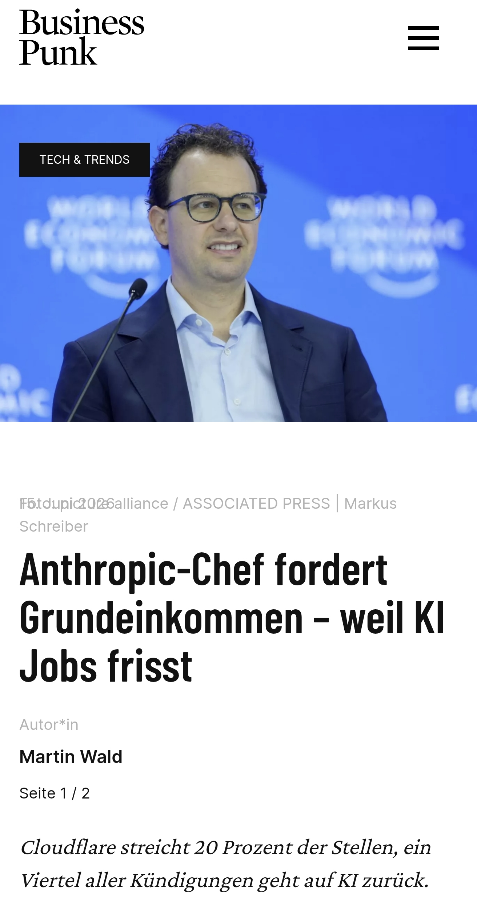 Business
Punk
TECH & TRENDS
WORLD
ECONOMIC
FORUM
WORLD
ECONOMIC
FORUM
15. Juni 2026
Foto: picture alliance / ASSOCIATED PRESS | Markus
Schreiber
Anthropic-Chef fordert
Grundeinkommen – weil KI
Jobs frisst
Autor*in
Martin Wald
Seite 1 / 2
Cloudflare streicht 20 Prozent der Stellen, ein
Viertel aller Kündigungen geht auf KI zurück.